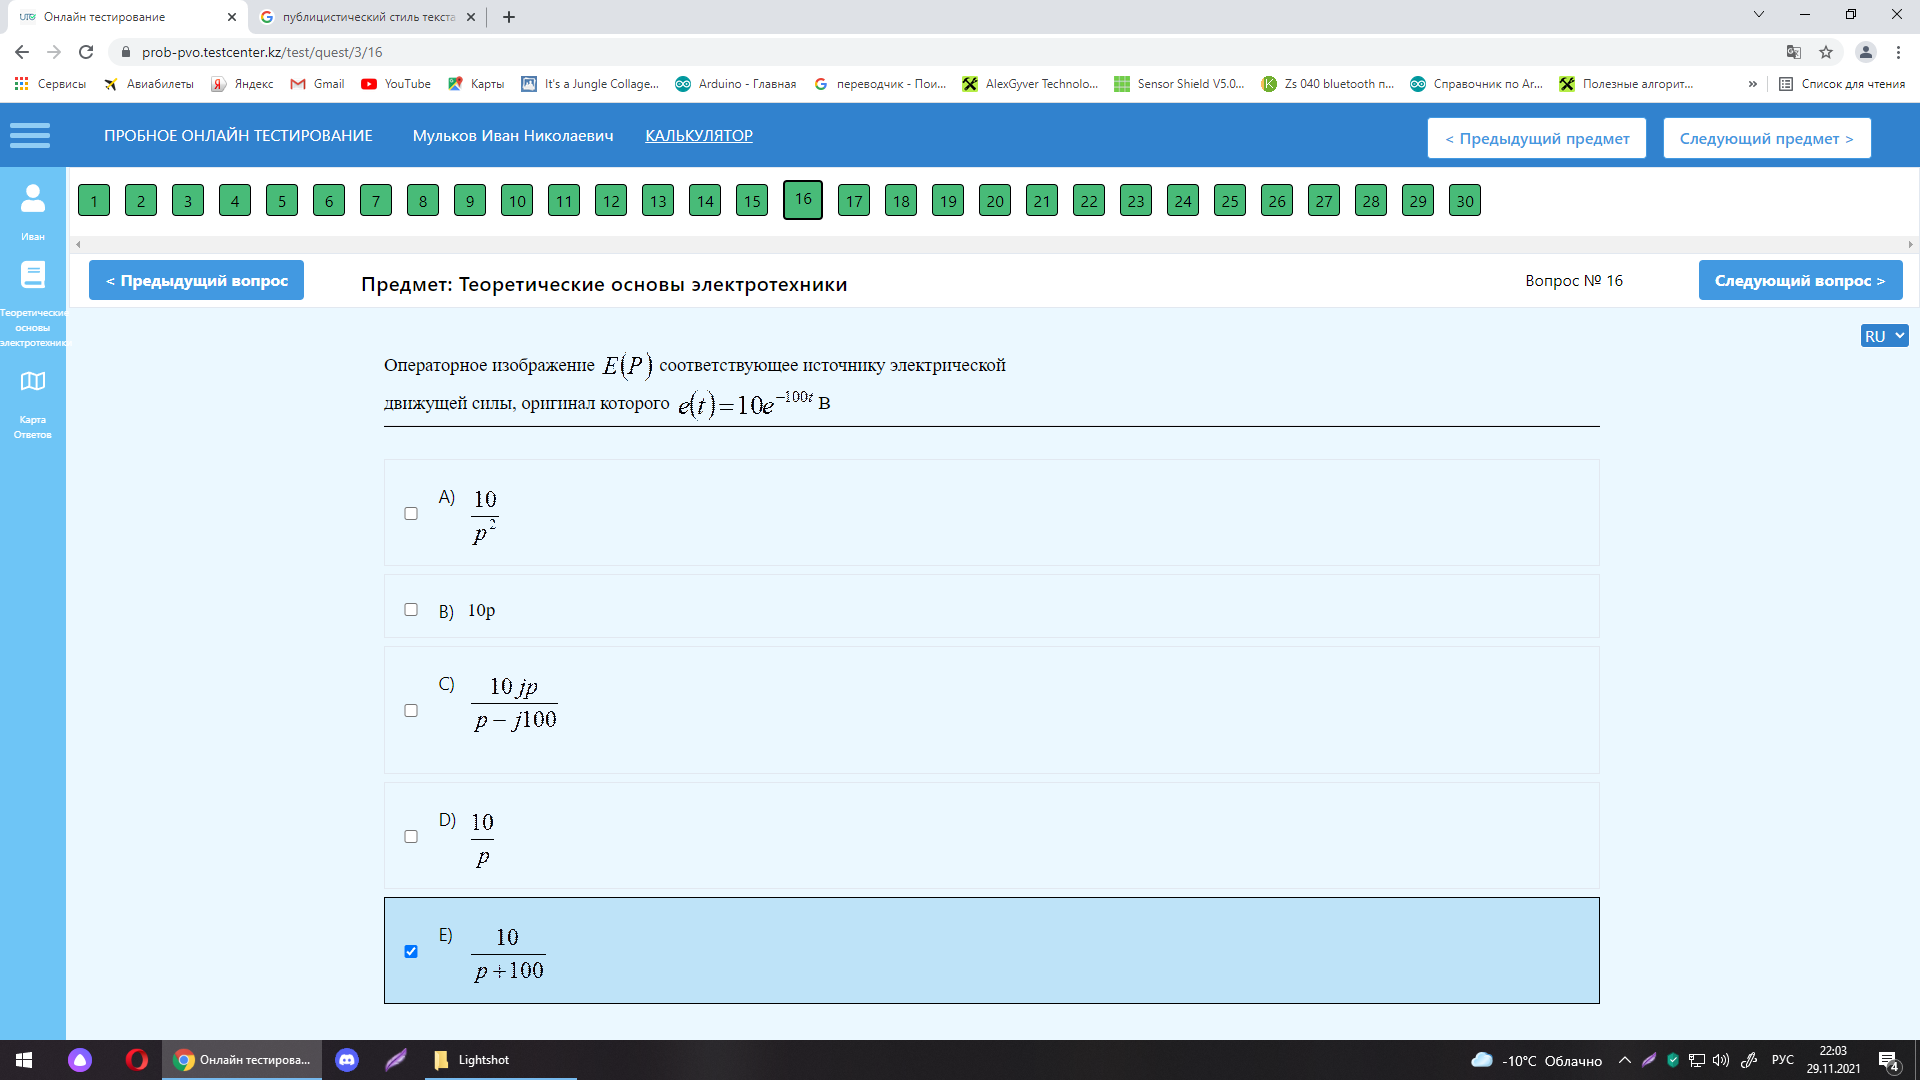 Онлайн тестирование
публицистический стиль текста
prob-pvo.testcenter.kz/test/quest/3/16
Сервисы Авиабилеты Яндекс Gmail YouTube Карты It's a Jungle Collage... Arduino - Главная переводчик - Пои... AlexGyver Technolo... Sensor Shield V5.0... Zs 040 bluetooth п... Справочник по Ar... Полезные алгорит... » Список для чтения
ПРОБНОЕ ОНЛАЙН ТЕСТИРОВАНИЕ Мульков Иван Николаевич КАЛЬКУЛЯТОР < Предыдущий предмет Следующий предмет >
1 2 3 4 5 6 7 8 9 10 11 12 13 14 15 16 17 18 19 20 21 22 23 24 25 26 27 28 29 30
Иван
< Предыдущий вопрос Предмет: Теоретические основы электротехники Вопрос № 16 Следующий вопрос >
Теоретически
основы
электротехник
RU
Карта
Ответов
Операторное изображение E(P) соответствующее источнику электрической
движущей силы, оригинал которого e(t)=10e^{-100t} В
A) 10/p^2
B) 10p
C) 10jp/(p-j100)
D) 10/p
E) 10/(p+100)
Онлайн тестирова... Lightshot -10°C Облачно РУС 22:03
29.11.2021 4